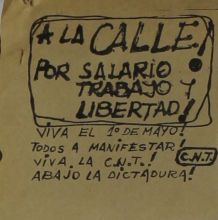 ¡A LA CALLE!
POR SALARIO
TRABAJO Y
LIBERTAD!
VIVA EL 1º DE MAYO!
TODOS A MANIFESTAR!
VIVA LA C.N.T.! C.N.T.
ABAJO LA DICTADURA!